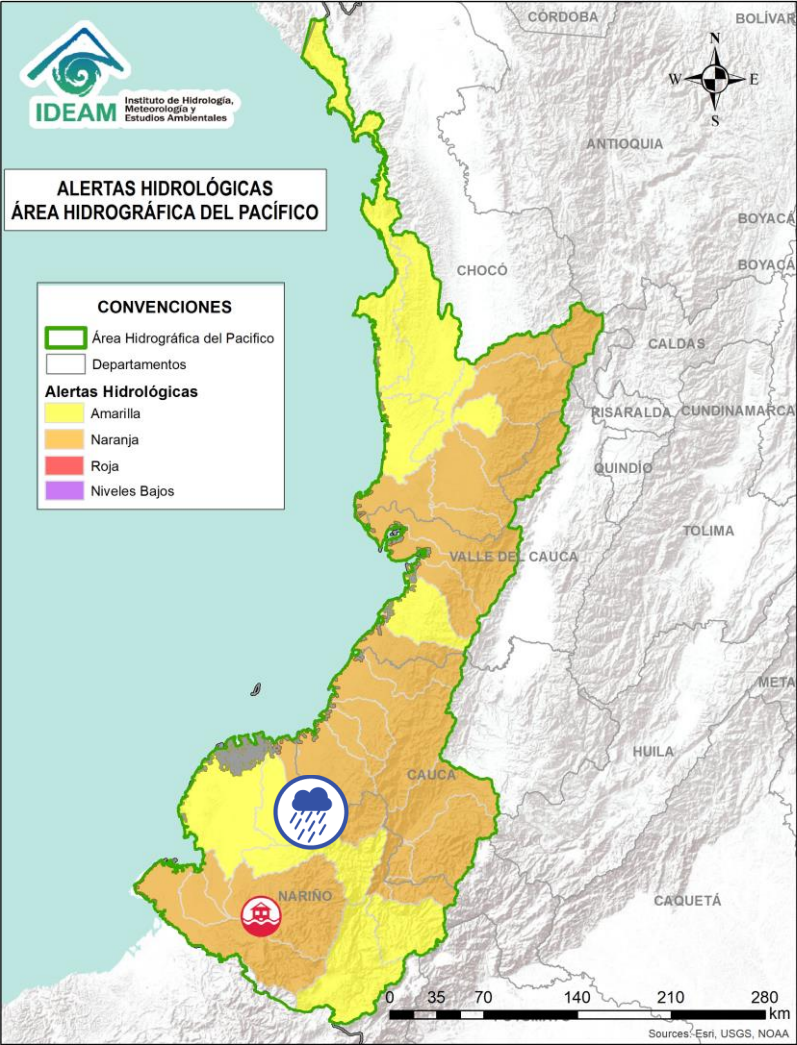 IDEAM
Instituto de Hidrología,
Meteorología y
Estudios Ambientales
ALERTAS HIDROLÓGICAS
ÁREA HIDROGRÁFICA DEL PACÍFICO
CONVENCIONES
Área Hidrográfica del Pacifico
Departamentos
Alertas Hidrológicas
Amarilla
Naranja
Roja
Niveles Bajos
CÓRDOBA
BOLÍVAR
N
W E
S
ANTIOQUIA
BOYACÁ
BOYACÁ
CHOCÓ
CALDAS
RISARALDA
CUNDINAMARCA
QUINDÍO
TOLIMA
VALLE DEL CAUCA
META
HUILA
CAUCA
NARIÑO
CAQUETÁ
0 35 70 140 210 280
km
Sources: Esri, USGS, NOAA